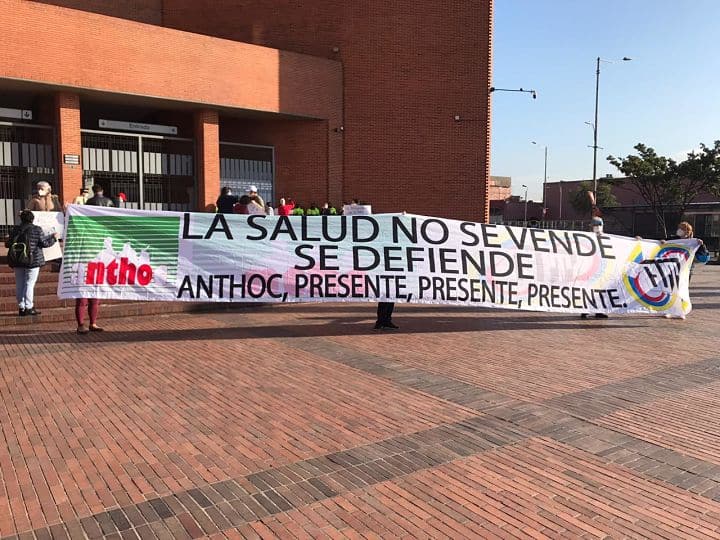 Entrada
LA SALUD NO SE VENDE
SE DEFIENDE
ANTHOC, PRESENTE, PRESENTE, PRESENTE.
ntho